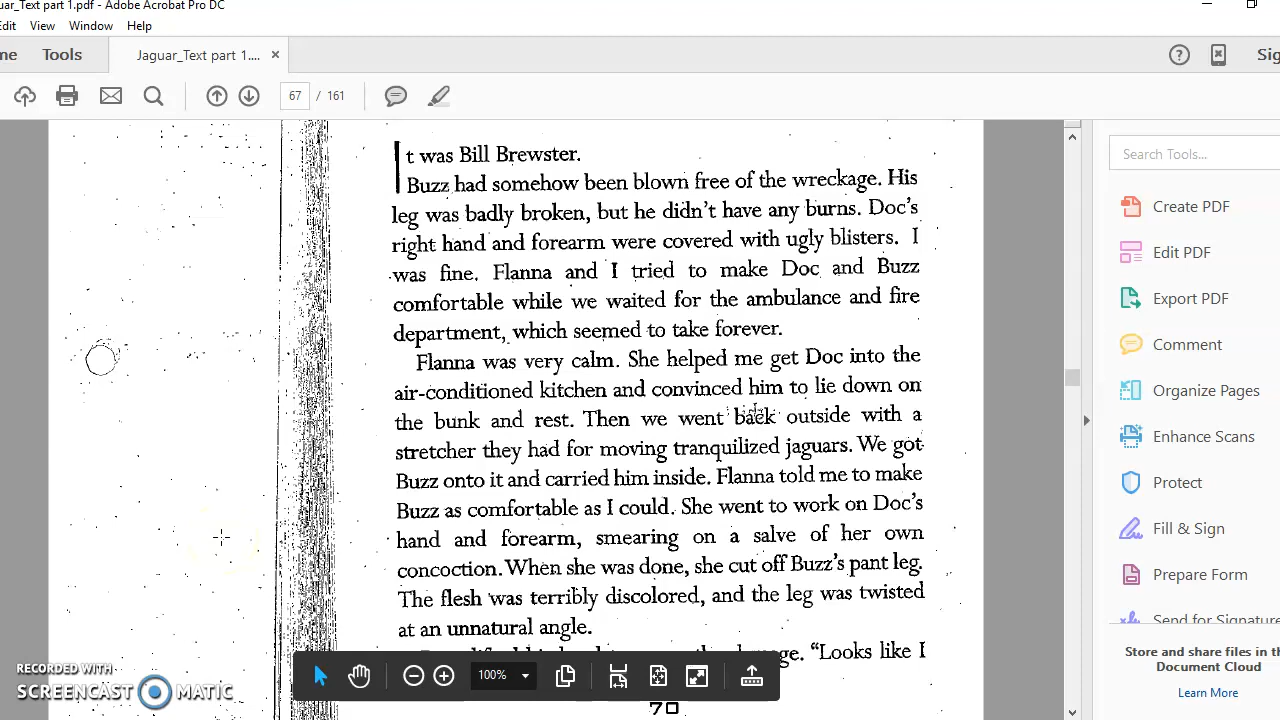 uar_Text part 1.pdf - Adobe Acrobat Pro DC
Edit View Window Help
me Tools Jaguar_Text part 1.... ×
Sig
67 / 161
Search Tools...
It was Bill Brewster.
Buzz had somehow been blown free of the wreckage. His
leg was badly broken, but he didn't have any burns. Doc's
right hand and forearm were covered with ugly blisters. I
was fine. Flanna and I tried to make Doc and Buzz
comfortable while we waited for the ambulance and fire
department, which seemed to take forever.
Flanna was very calm. She helped me get Doc into the
air-conditioned kitchen and convinced him to lie down on
the bunk and rest. Then we went back outside with a
stretcher they had for moving tranquilized jaguars. We got
Buzz onto it and carried him inside. Flanna told me to make
Buzz as comfortable as I could. She went to work on Doc's
hand and forearm, smearing on a salve of her own
concoction. When she was done, she cut off Buzz's pant leg.
The flesh was terribly discolored, and the leg was twisted
at an unnatural angle.
"Looks like I
70
100%
Create PDF
Edit PDF
Export PDF
Comment
Organize Pages
Enhance Scans
Protect
Fill & Sign
Prepare Form
Send for Signature
Store and share files in th
Document Cloud
Learn More
RECORDED WITH
SCREENCAST MATIC